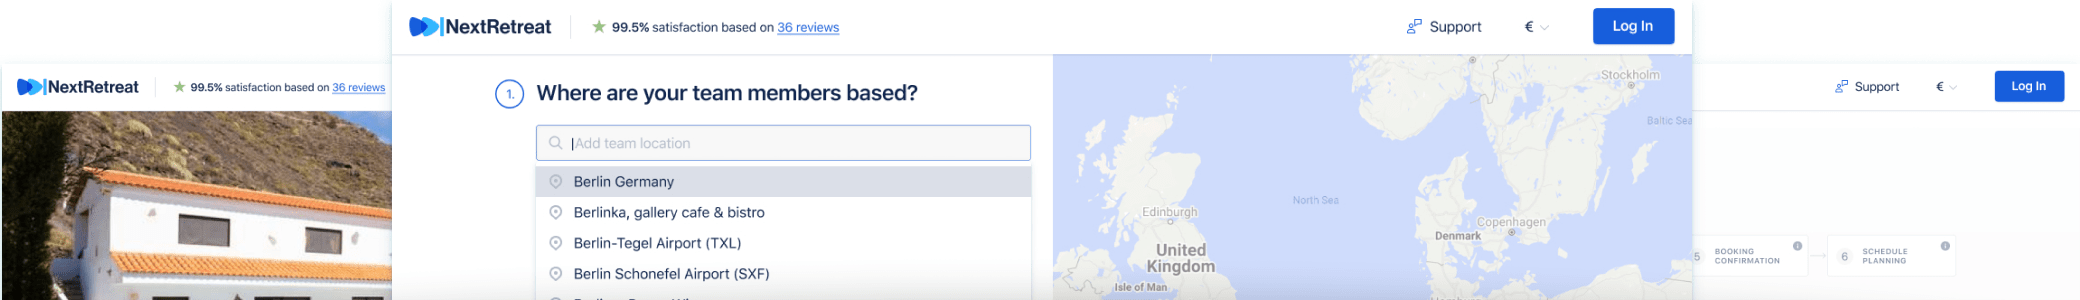 NextRetreat
99.5% satisfaction based on 36 reviews
NextRetreat
99.5% satisfaction based on 36 reviews
Support
€
Log In
1.
Where are your team members based?
Add team location
Berlin Germany
Berlinka, gallery cafe & bistro
Berlin-Tegel Airport (TXL)
Berlin Schonefel Airport (SXF)
Stockholm
Baltic Sea
North Sea
Edinburgh
Copenhagen
Denmark
United
Kingdom
Isle of Man
Support
€
Log In
5
BOOKING
CONFIRMATION
6
SCHEDULE
PLANNING